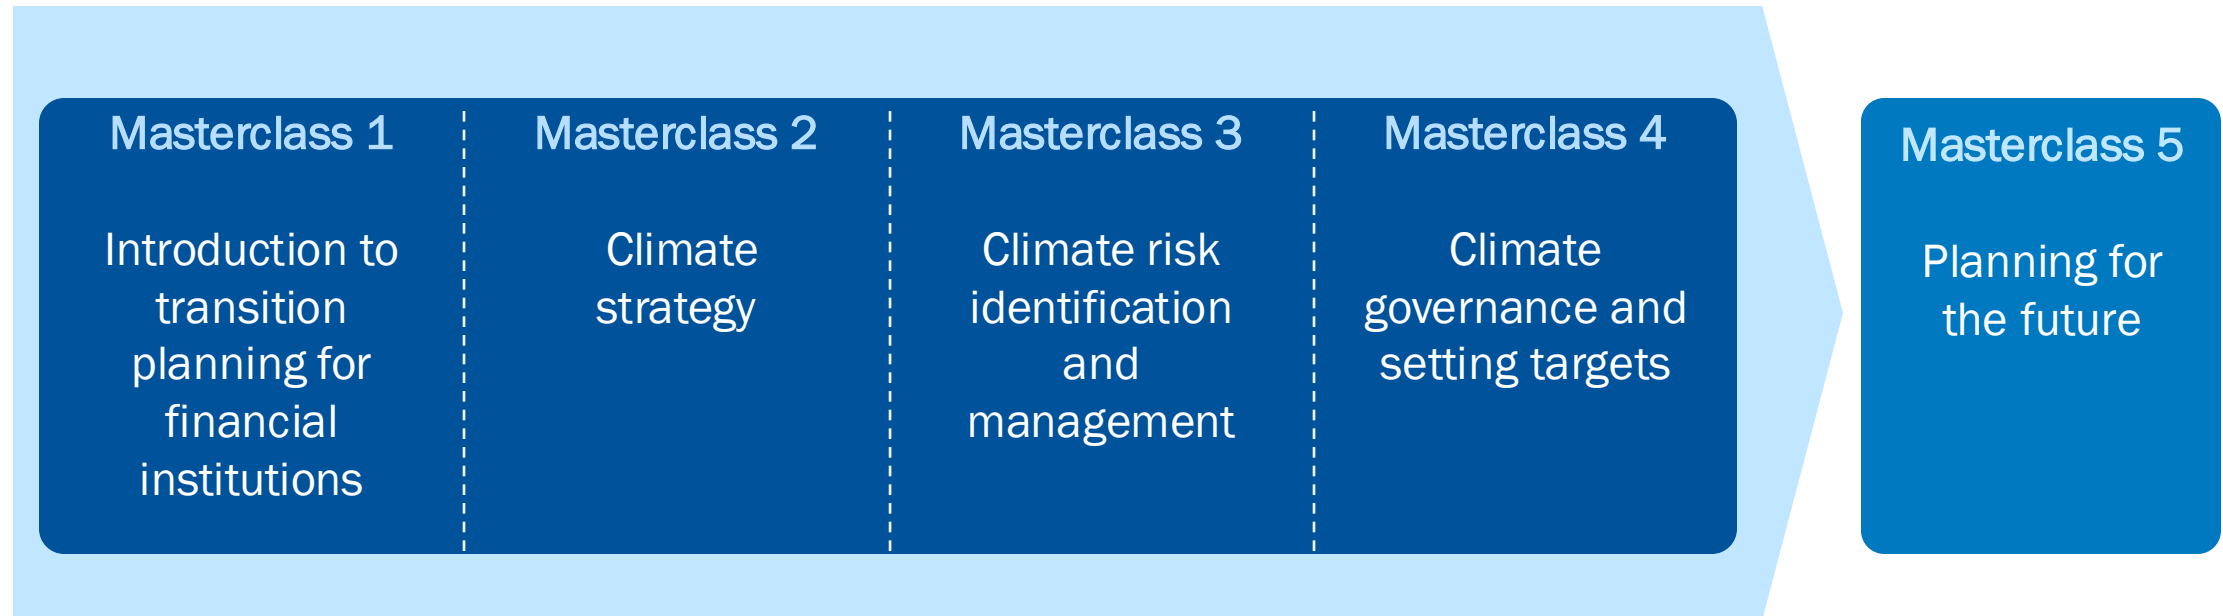 Masterclass 1
Introduction to
transition
planning for
financial
institutions
Masterclass 2
Climate
strategy
Masterclass 3
Climate risk
identification
and
management
Masterclass 4
Climate
governance and
setting targets
Masterclass 5
Planning for
the future